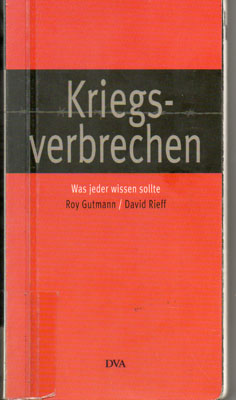 Kriegs-
verbrechen
Was jeder wissen sollte
Roy Gutmann / David Rieff
DVA